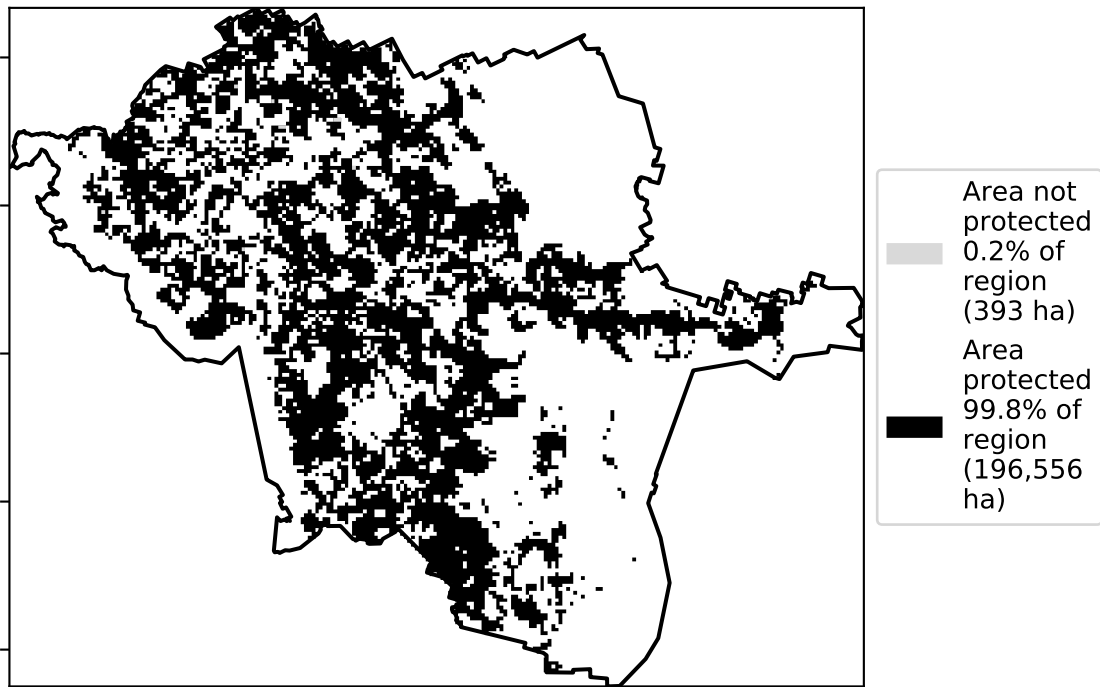 Area not
protected
0.2% of
region
(393 ha)
Area
protected
99.8% of
region
(196,556
ha)